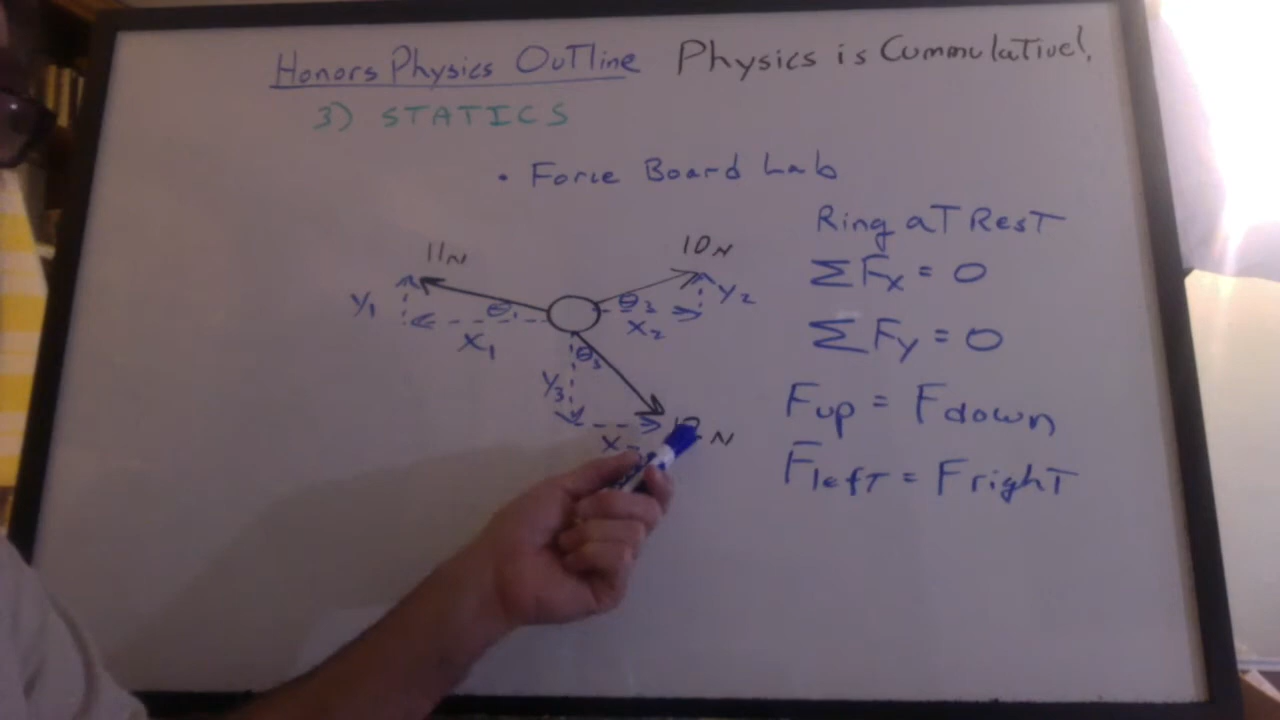 Honors Physics Outline Physics is Cummulative!
3) STATICS
• Force Board Lab
Ring at Rest
11N 10N
ΣFx = 0
Y1 θ1 θ2 Y2
X1 X2
ΣFy = 0
θ3
Y3
Fup = Fdown
X N
Fleft = Fright